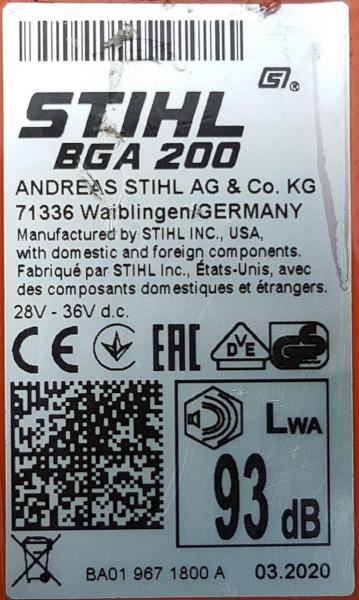 STIHL
BGA 200
ANDREAS STIHL AG & Co. KG
71336 Waiblingen/GERMANY
Manufactured by STIHL INC., USA,
with domestic and foreign components.
Fabriqué par STIHL Inc., États-Unis, avec
des composants domestiques et étrangers.
28V - 36V d.c.
CE EAC VDE GS
LWA
93 dB
BA01 967 1800 A 03.2020